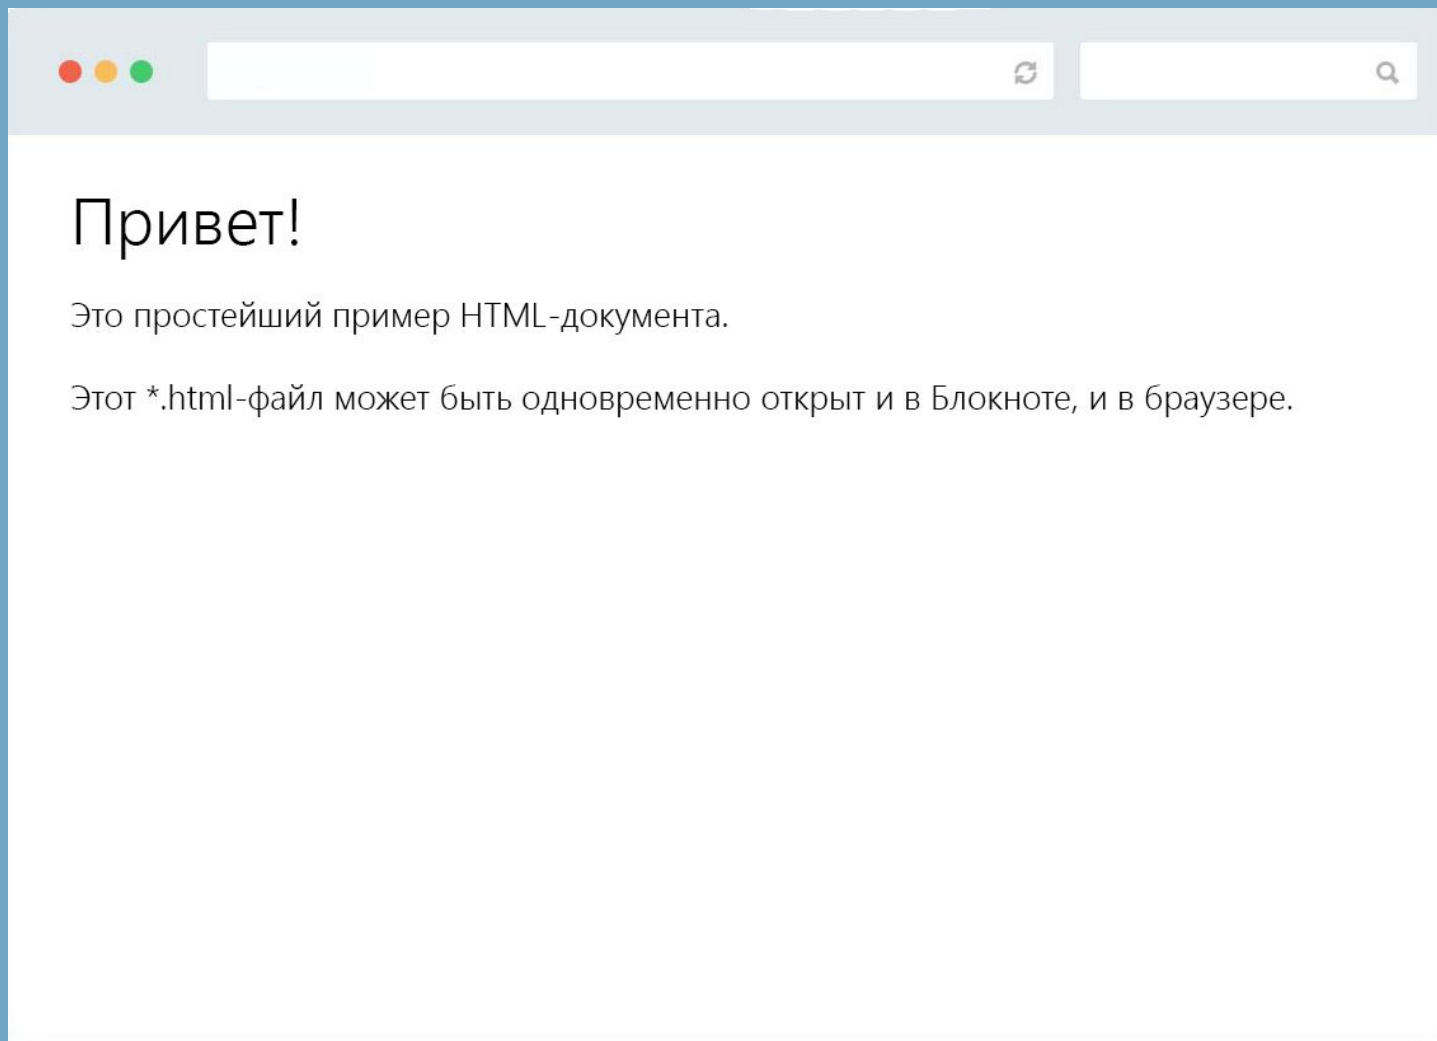 Привет!
Это простейший пример HTML-документа.
Этот *.html-файл может быть одновременно открыт и в Блокноте, и в браузере.